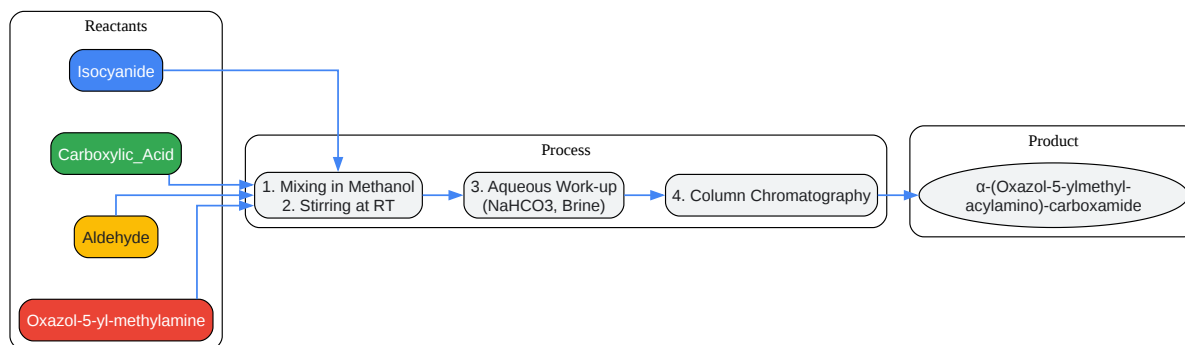 Reactants
Isocyanide
Carboxylic_Acid
Aldehyde
Oxazol-5-yl-methylamine
Process
1. Mixing in Methanol
2. Stirring at RT
3. Aqueous Work-up
(NaHCO3, Brine)
4. Column Chromatography
Product
α-(Oxazol-5-ylmethyl-
acylamino)-carboxamide